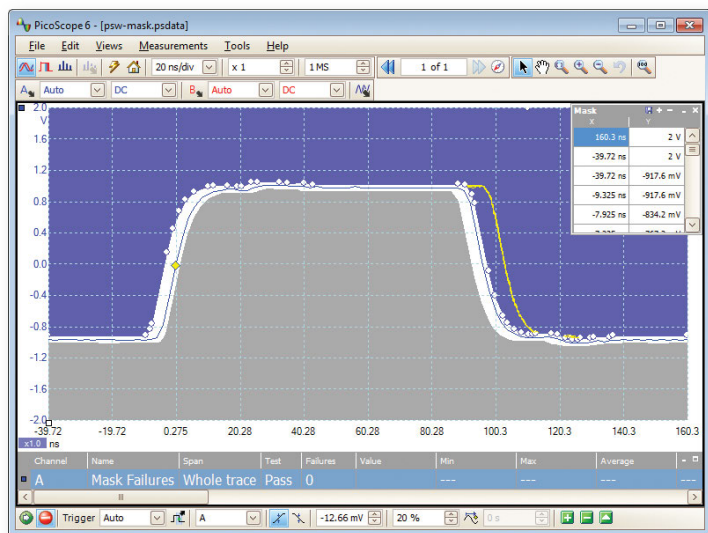 PicoScope 6 - [psw-mask.psdata]
File Edit Views Measurements Tools Help
20 ns/div x 1 1 MS 1 of 1
A Auto DC B Auto DC
Mask
X Y
160.3 ns 2 V
-39.72 ns 2 V
-39.72 ns -917.6 mV
-9.325 ns -917.6 mV
-7.925 ns -834.2 mV
2.0
V
1.6
1.2
0.8
0.4
0.0
-0.4
-0.8
-1.2
-1.6
-2.0
-39.72 -19.72 0.275 20.28 40.28 60.28 80.28 100.3 120.3 140.3 160.3
x1.0 ns
Channel Name Span Test Failures Value Min Max Average
A Mask Failures Whole trace Pass 0 --- --- ---
Trigger Auto A -12.66 mV 20 % 0 s